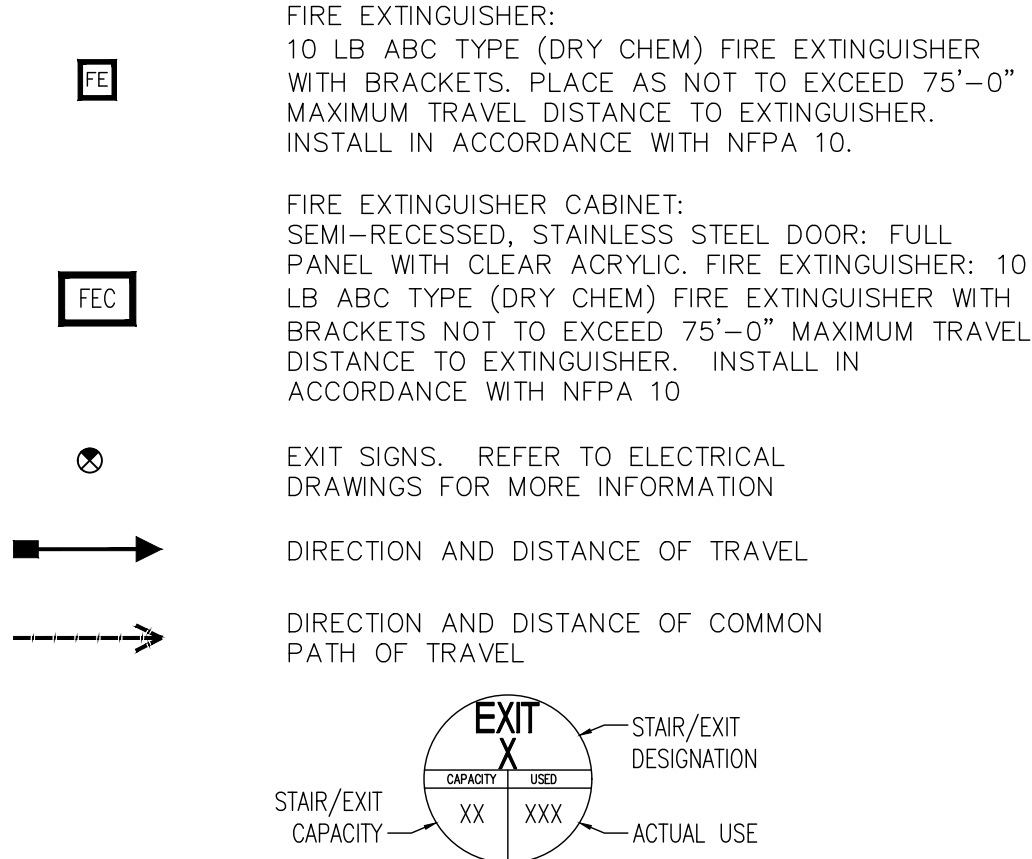 FIRE EXTINGUISHER:
FE
10 LB ABC TYPE (DRY CHEM) FIRE EXTINGUISHER
WITH BRACKETS. PLACE AS NOT TO EXCEED 75'-0"
MAXIMUM TRAVEL DISTANCE TO EXTINGUISHER.
INSTALL IN ACCORDANCE WITH NFPA 10.
FIRE EXTINGUISHER CABINET:
SEMI-RECESSED, STAINLESS STEEL DOOR: FULL
PANEL WITH CLEAR ACRYLIC. FIRE EXTINGUISHER: 10
FEC
LB ABC TYPE (DRY CHEM) FIRE EXTINGUISHER WITH
BRACKETS NOT TO EXCEED 75'-0" MAXIMUM TRAVEL
DISTANCE TO EXTINGUISHER. INSTALL IN
ACCORDANCE WITH NFPA 10
EXIT SIGNS. REFER TO ELECTRICAL
DRAWINGS FOR MORE INFORMATION
DIRECTION AND DISTANCE OF TRAVEL
DIRECTION AND DISTANCE OF COMMON
PATH OF TRAVEL
EXIT
X
STAIR/EXIT
DESIGNATION
CAPACITY
USED
STAIR/EXIT
CAPACITY
XX
XXX
ACTUAL USE